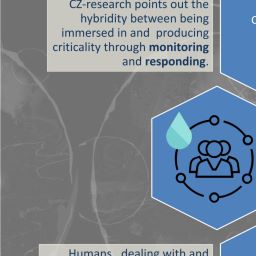 CZ-research points out the
hybridity between being
immersed in and  producing
criticality through monitoring
and responding.
Humans , dealing with and